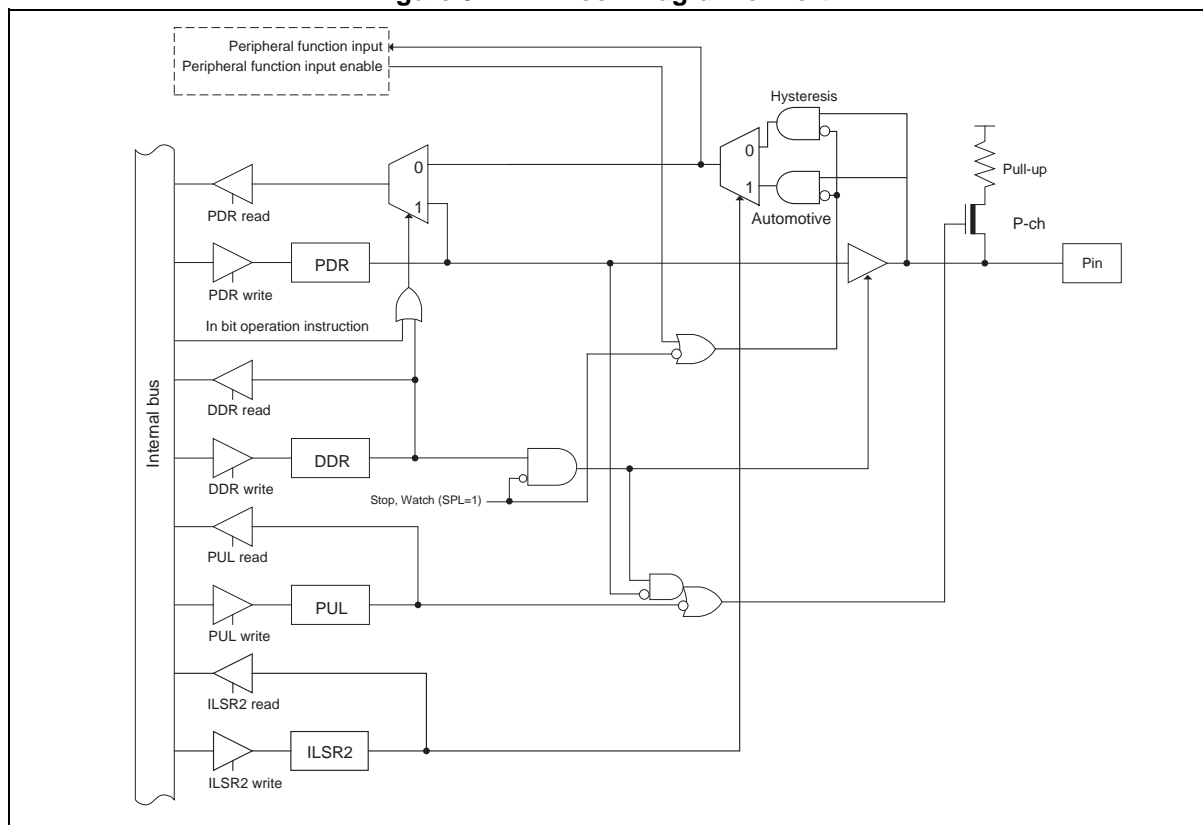 Peripheral function input
Peripheral function input enable
Hysteresis
0
1
Automotive
Pull-up
P-ch
Pin
0
1
PDR read
PDR
PDR write
In bit operation instruction
Internal bus
DDR read
DDR
DDR write
Stop, Watch (SPL=1)
PUL read
PUL
PUL write
ILSR2 read
ILSR2
ILSR2 write